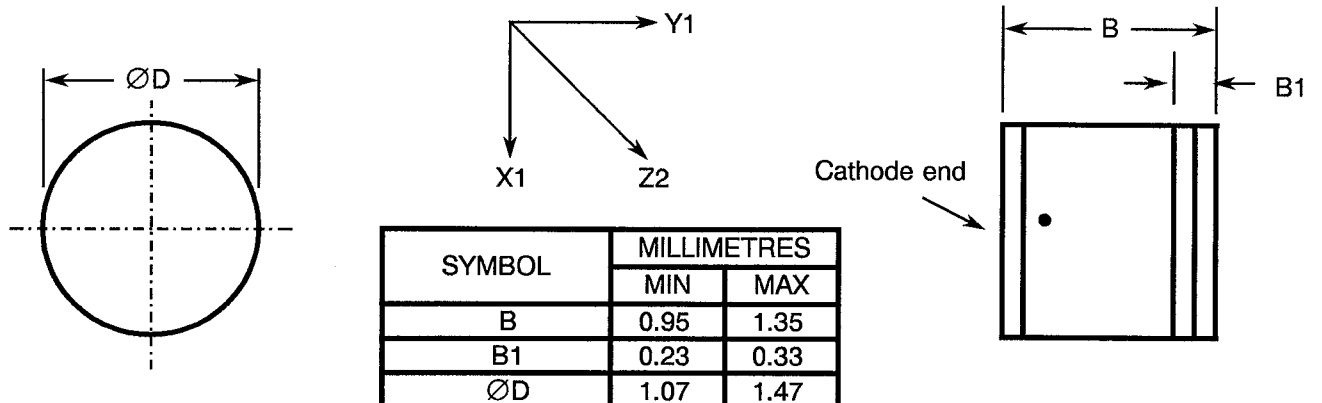 ØD
Y1
X1
Z2
B
B1
Cathode end
SYMBOL MILLIMETRES
MIN MAX
B 0.95 1.35
B1 0.23 0.33
ØD 1.07 1.47